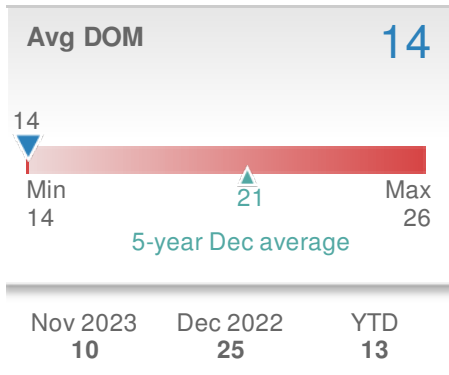 Avg DOM 14
14
Min Max
14 21 26
5-year Dec average
Nov 2023 Dec 2022 YTD
10 25 13